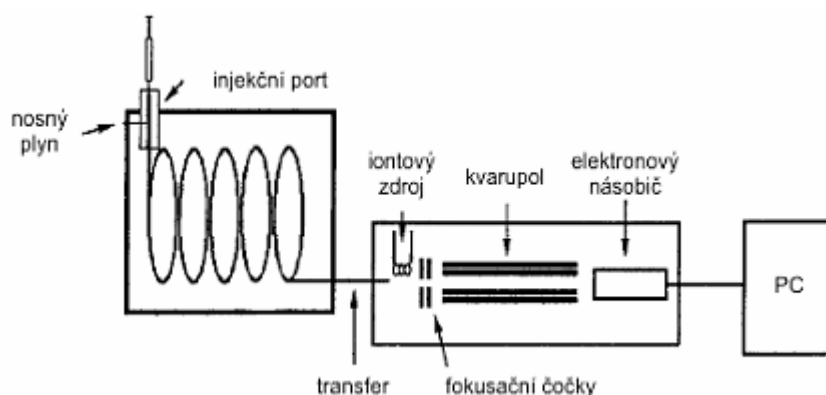 injekční port
nosný
plyn
iontový
zdroj
kvarupol
elektronový
násobič
PC
transfer
fokusační čočky